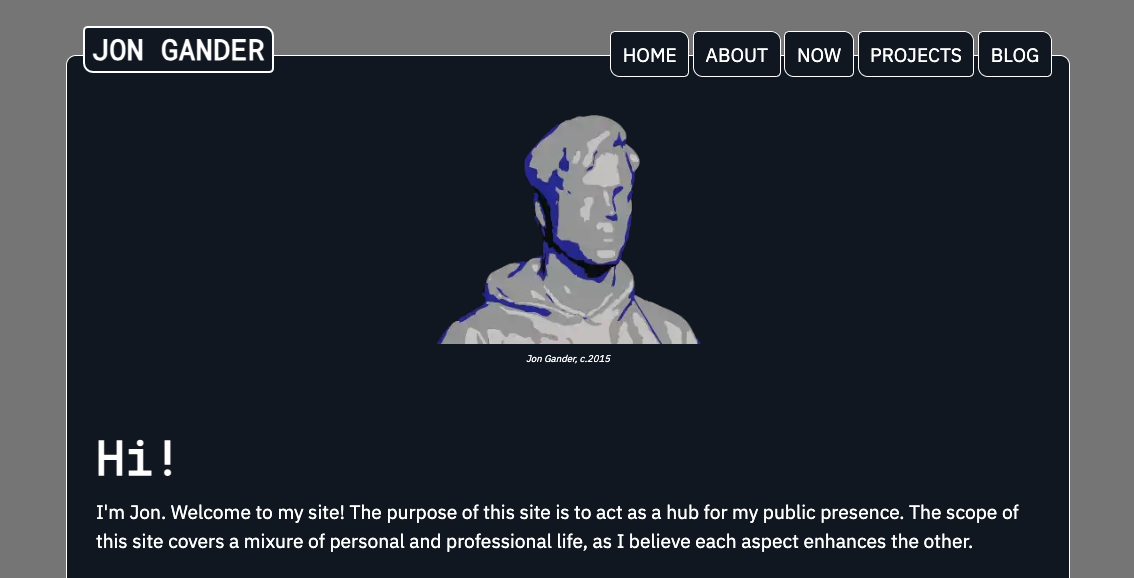 JON GANDER
HOME ABOUT NOW PROJECTS BLOG
Jon Gander, c.2015
Hi!
I'm Jon. Welcome to my site! The purpose of this site is to act as a hub for my public presence. The scope of
this site covers a mixure of personal and professional life, as I believe each aspect enhances the other.